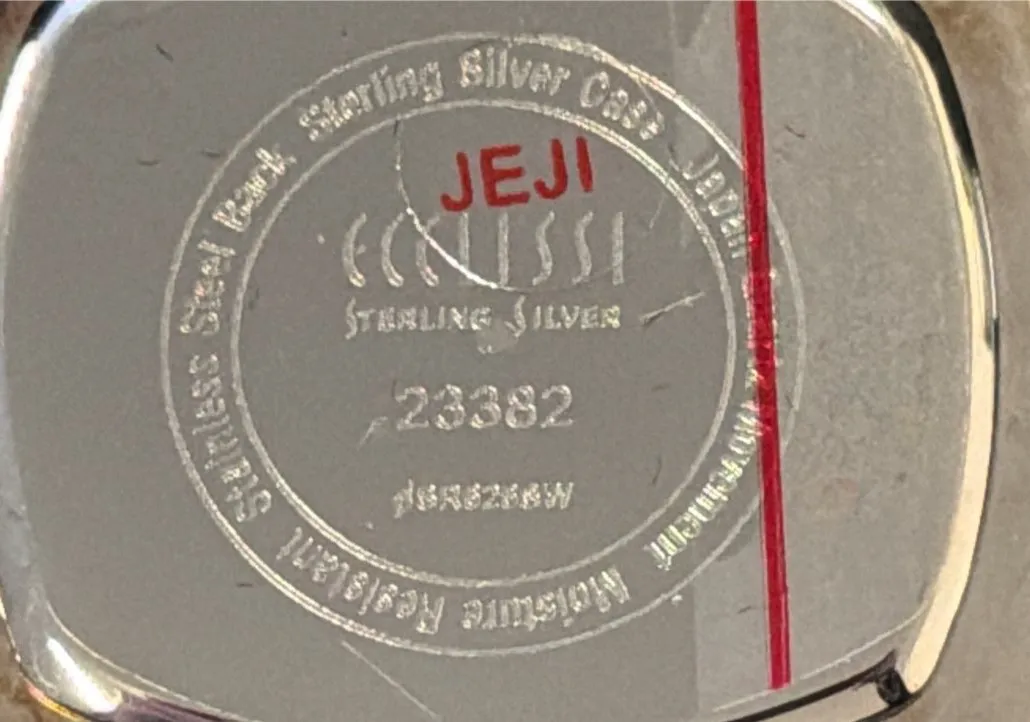 Sterling Silver Case Japan Movement Moisture Resistant Stainless Steel Back
JEJI
ECCLISSI
STERLING SILVER
23382